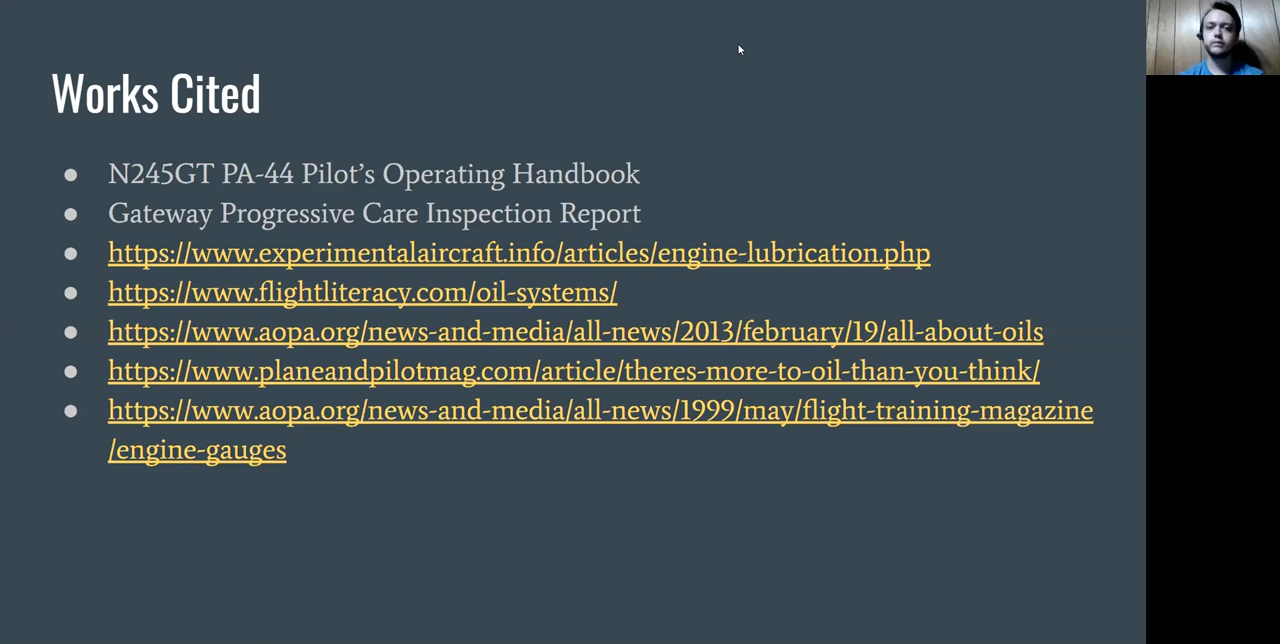 Works Cited
● N245GT PA-44 Pilot’s Operating Handbook
● Gateway Progressive Care Inspection Report
● https://www.experimentalaircraft.info/articles/engine-lubrication.php
● https://www.flightliteracy.com/oil-systems/
● https://www.aopa.org/news-and-media/all-news/2013/february/19/all-about-oils
● https://www.planeandpilotmag.com/article/theres-more-to-oil-than-you-think/
● https://www.aopa.org/news-and-media/all-news/1999/may/flight-training-magazine
/engine-gauges